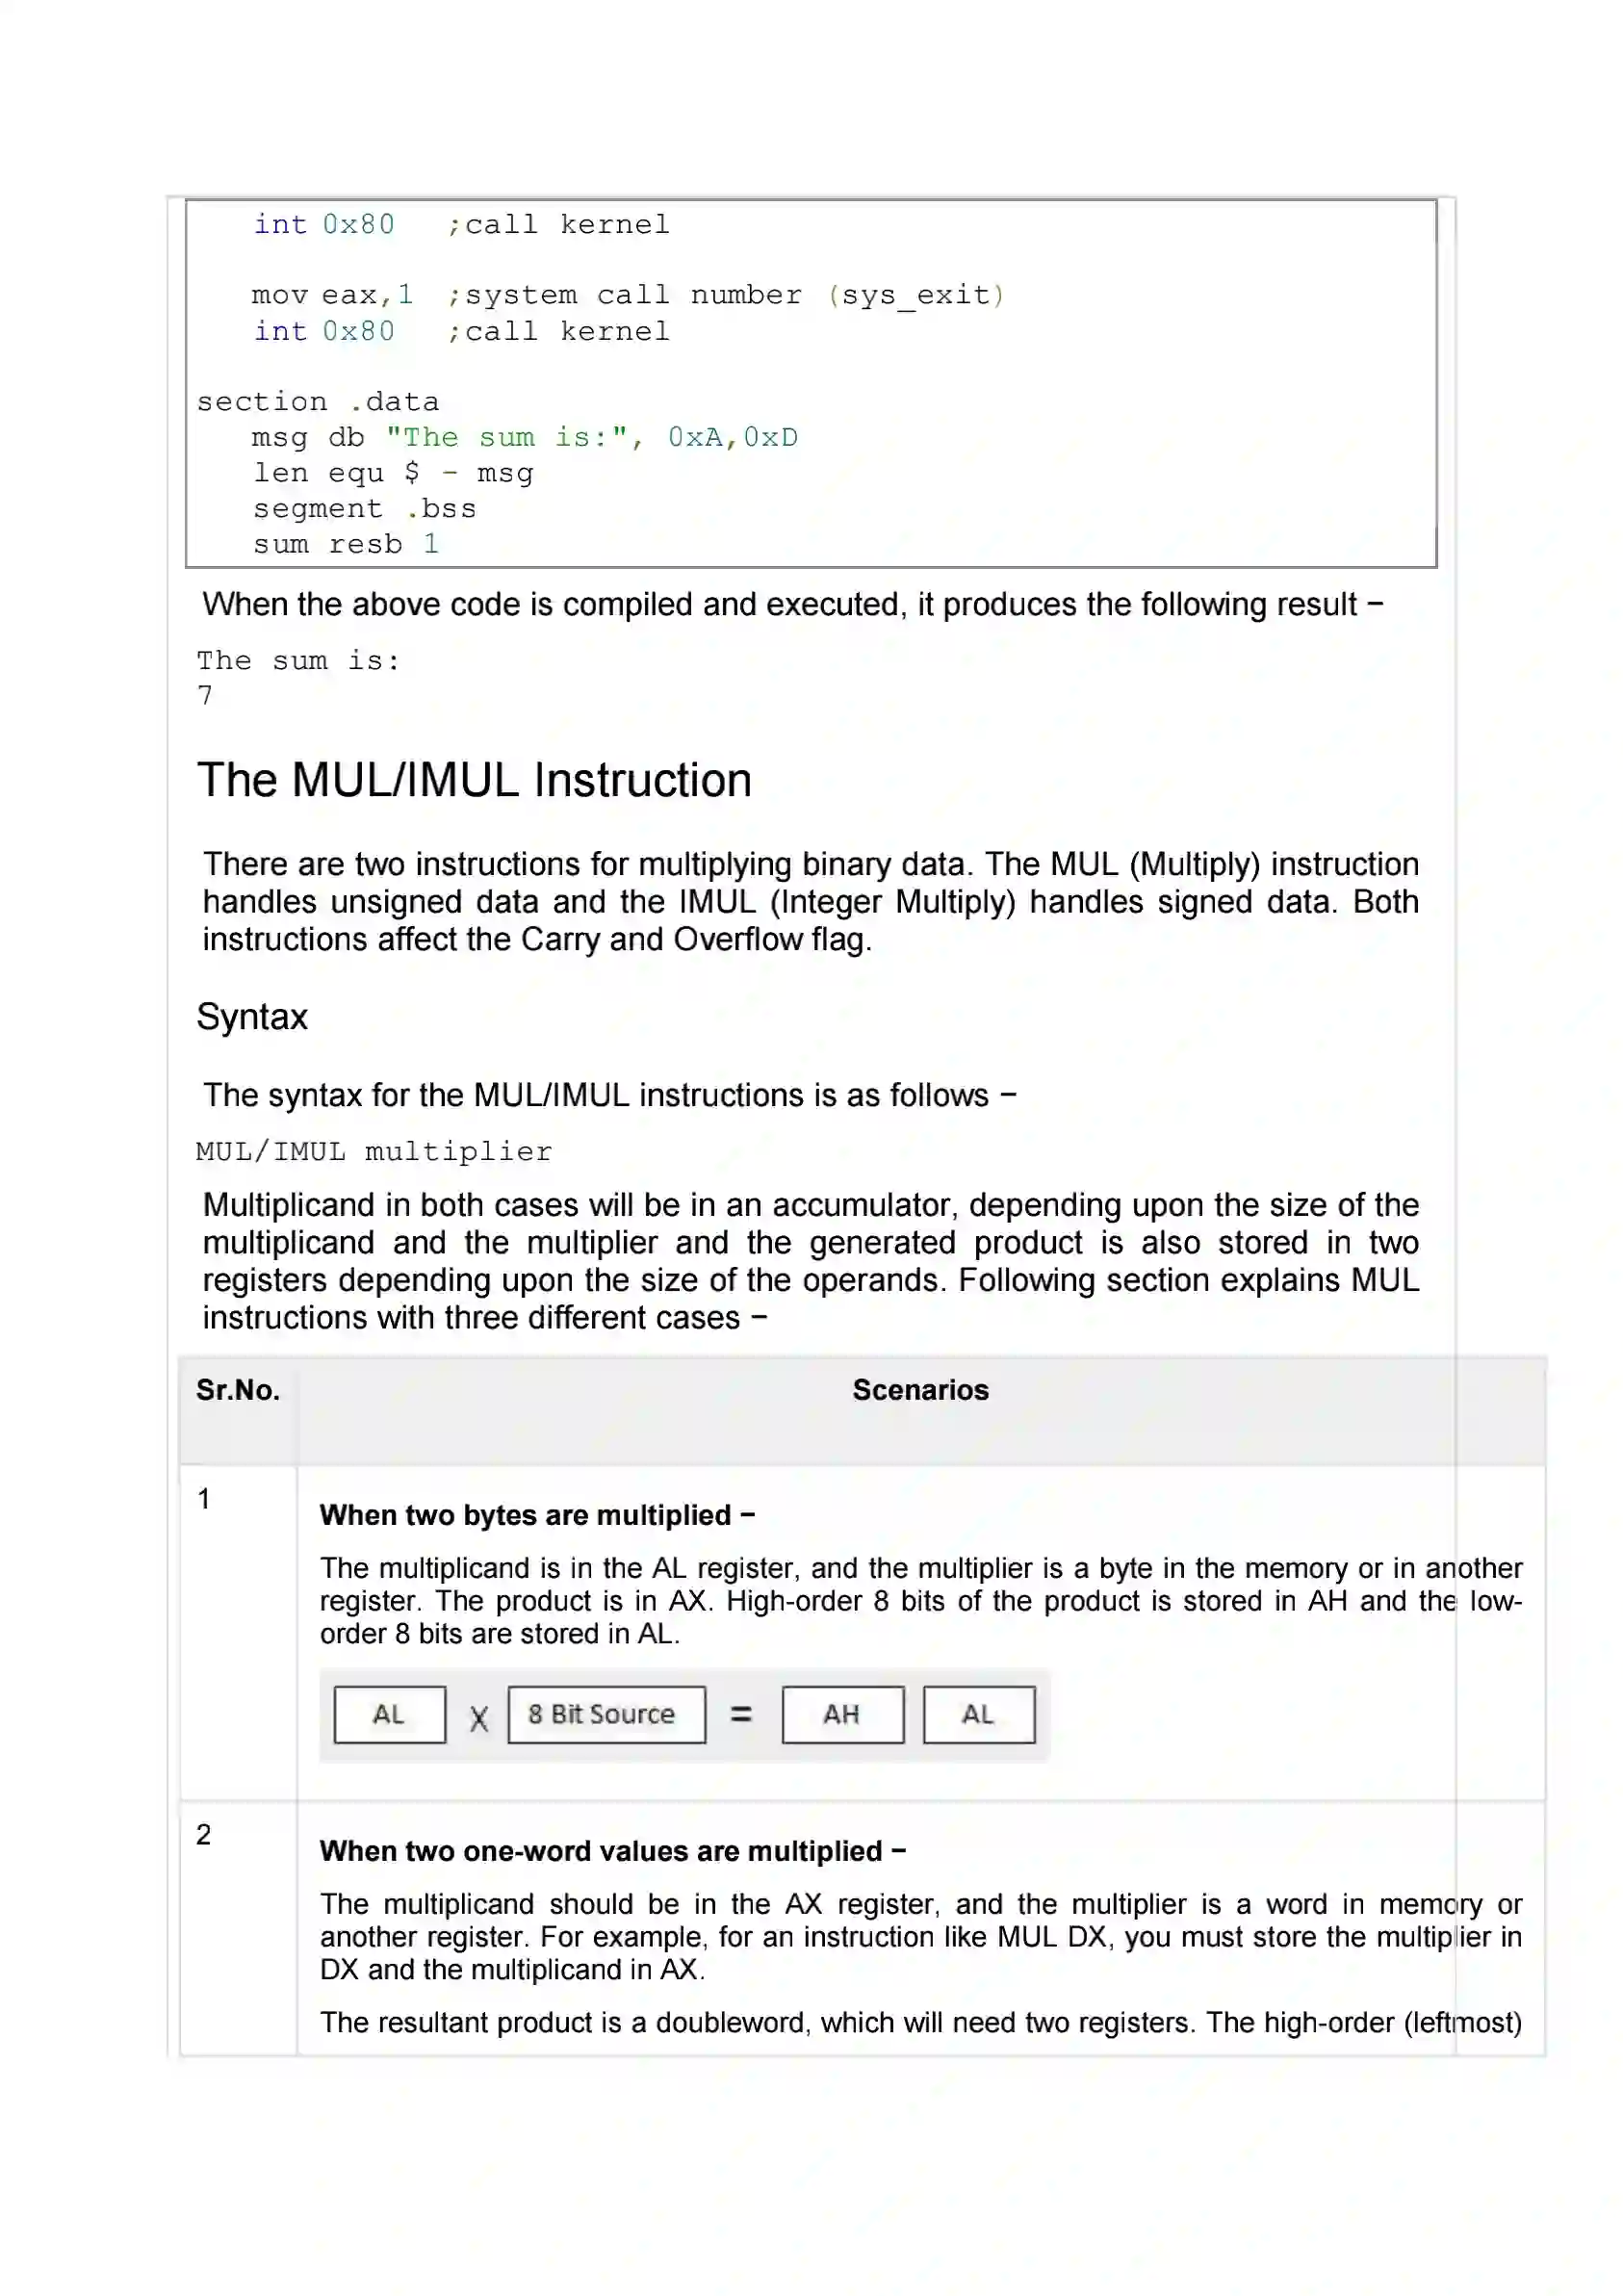 int 0x80   ;call kernel
mov eax,1  ;system call number (sys_exit)
int 0x80   ;call kernel
section .data
msg db "The sum is:", 0xA,0xD
len equ $ - msg
segment .bss
sum resb 1
When the above code is compiled and executed, it produces the following result −
The sum is:
7
The MUL/IMUL Instruction
There are two instructions for multiplying binary data. The MUL (Multiply) instruction
handles unsigned data and the IMUL (Integer Multiply) handles signed data. Both
instructions affect the Carry and Overflow flag.
Syntax
The syntax for the MUL/IMUL instructions is as follows −
MUL/IMUL multiplier
Multiplicand in both cases will be in an accumulator, depending upon the size of the
multiplicand and the multiplier and the generated product is also stored in two
registers depending upon the size of the operands. Following section explains MUL
instructions with three different cases −
Sr.No. Scenarios
1
When two bytes are multiplied −
The multiplicand is in the AL register, and the multiplier is a byte in the memory or in another
register. The product is in AX. High-order 8 bits of the product is stored in AH and the low-
order 8 bits are stored in AL.
AL X 8 Bit Source = AH AL
2
When two one-word values are multiplied −
The multiplicand should be in the AX register, and the multiplier is a word in memory or
another register. For example, for an instruction like MUL DX, you must store the multiplier in
DX and the multiplicand in AX.
The resultant product is a doubleword, which will need two registers. The high-order (leftmost)